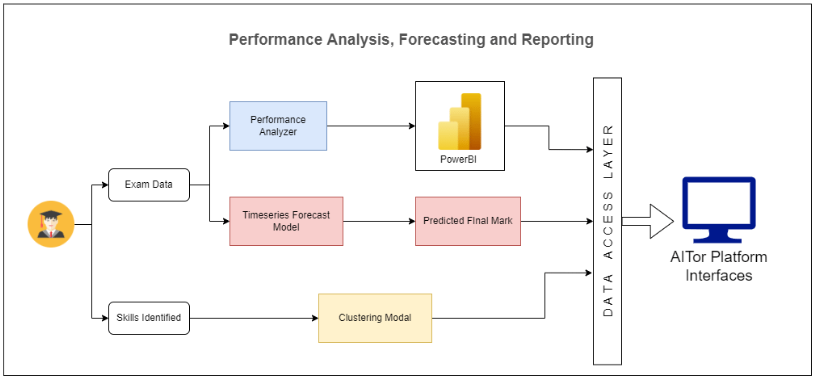 Performance Analysis, Forecasting and Reporting
Performance
Analyzer
PowerBI
Exam Data
Timeseries Forecast
Model
Predicted FInal Mark
Skills Identified
Clustering Modal
DATA ACCESS LAYER
AITor Platform
Interfaces